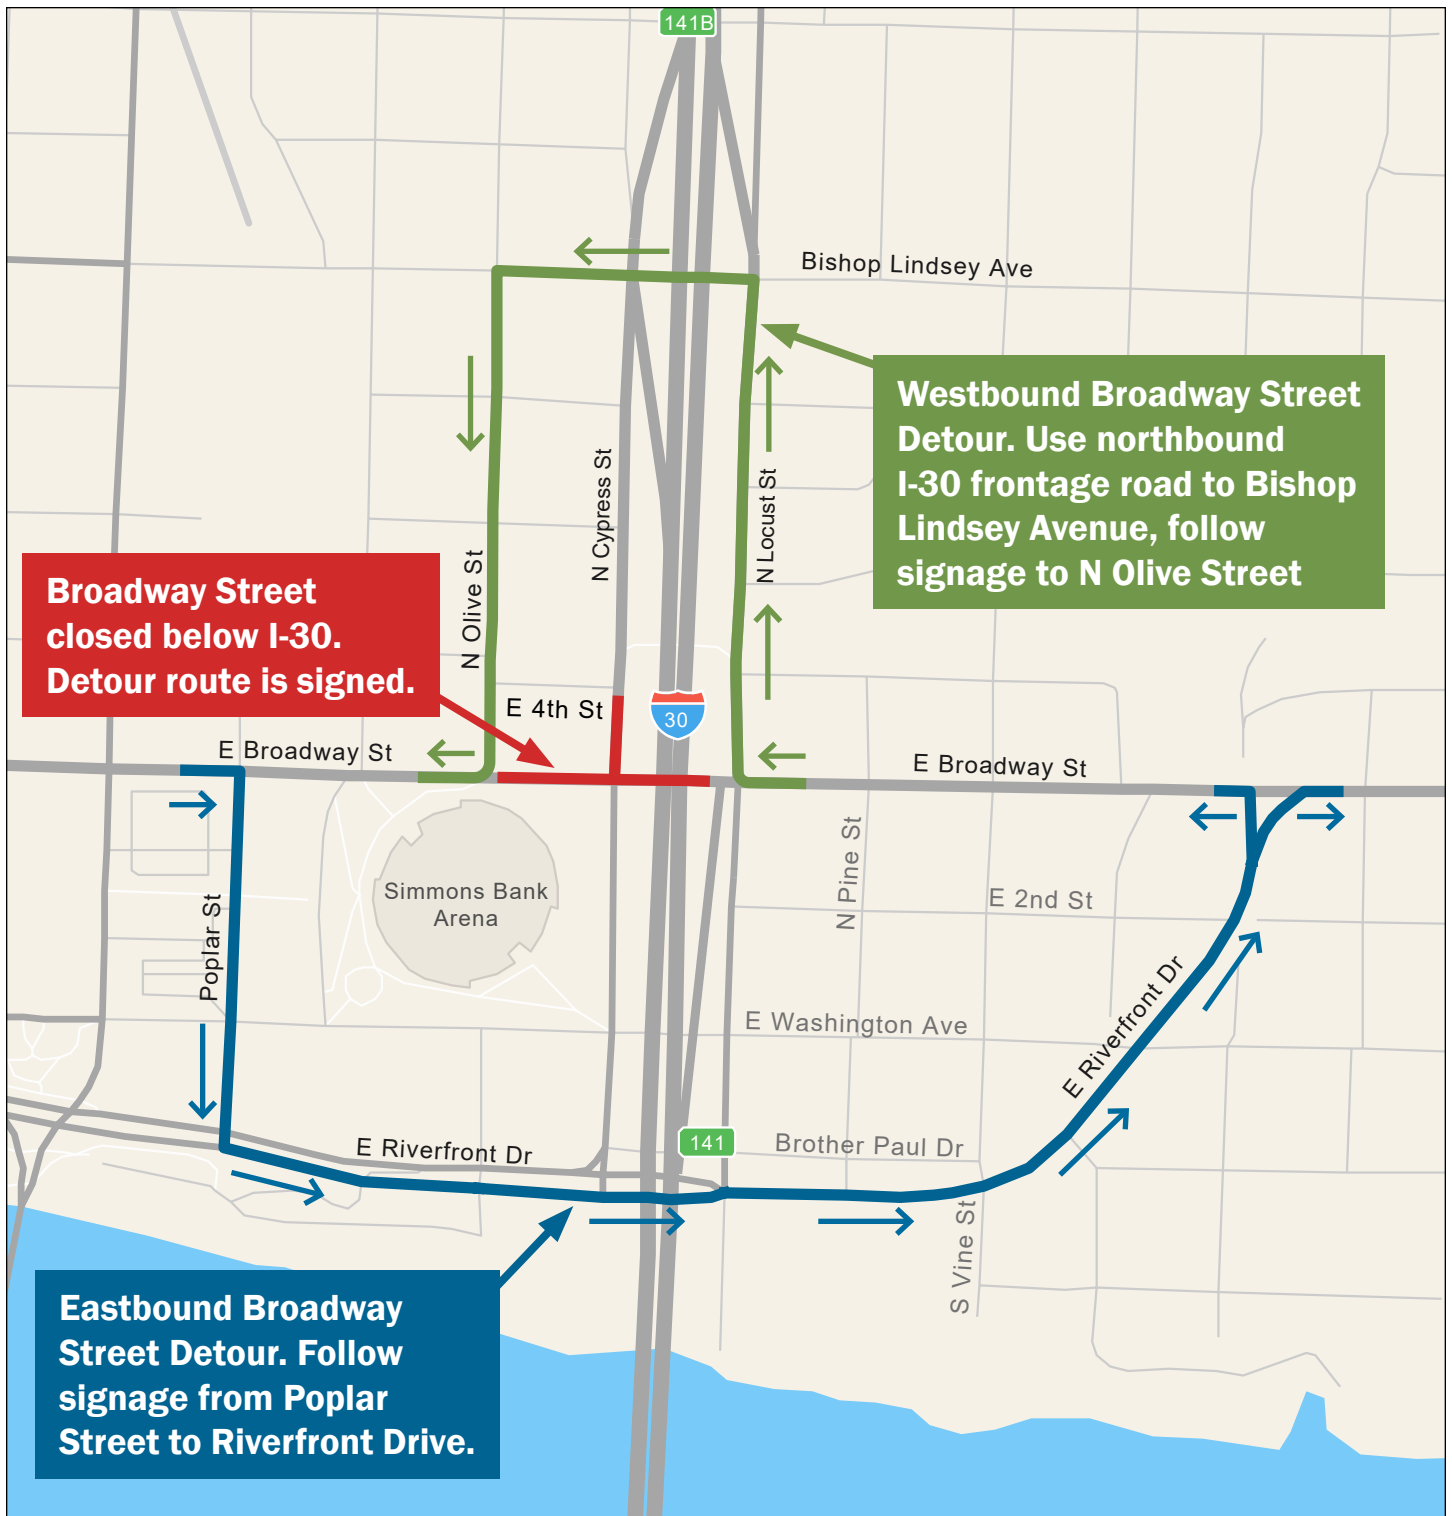 141B
Bishop Lindsey Ave
Westbound Broadway Street
Detour. Use northbound
I-30 frontage road to Bishop
Lindsey Avenue, follow
signage to N Olive Street
N Cypress St
N Locust St
N Olive St
Broadway Street
closed below I-30.
Detour route is signed.
E 4th St
30
E Broadway St
E Broadway St
Simmons Bank
Arena
N Pine St
E 2nd St
Poplar St
E Washington Ave
E Riverfront Dr
E Riverfront Dr
141
Brother Paul Dr
S Vine St
Eastbound Broadway
Street Detour. Follow
signage from Poplar
Street to Riverfront Drive.